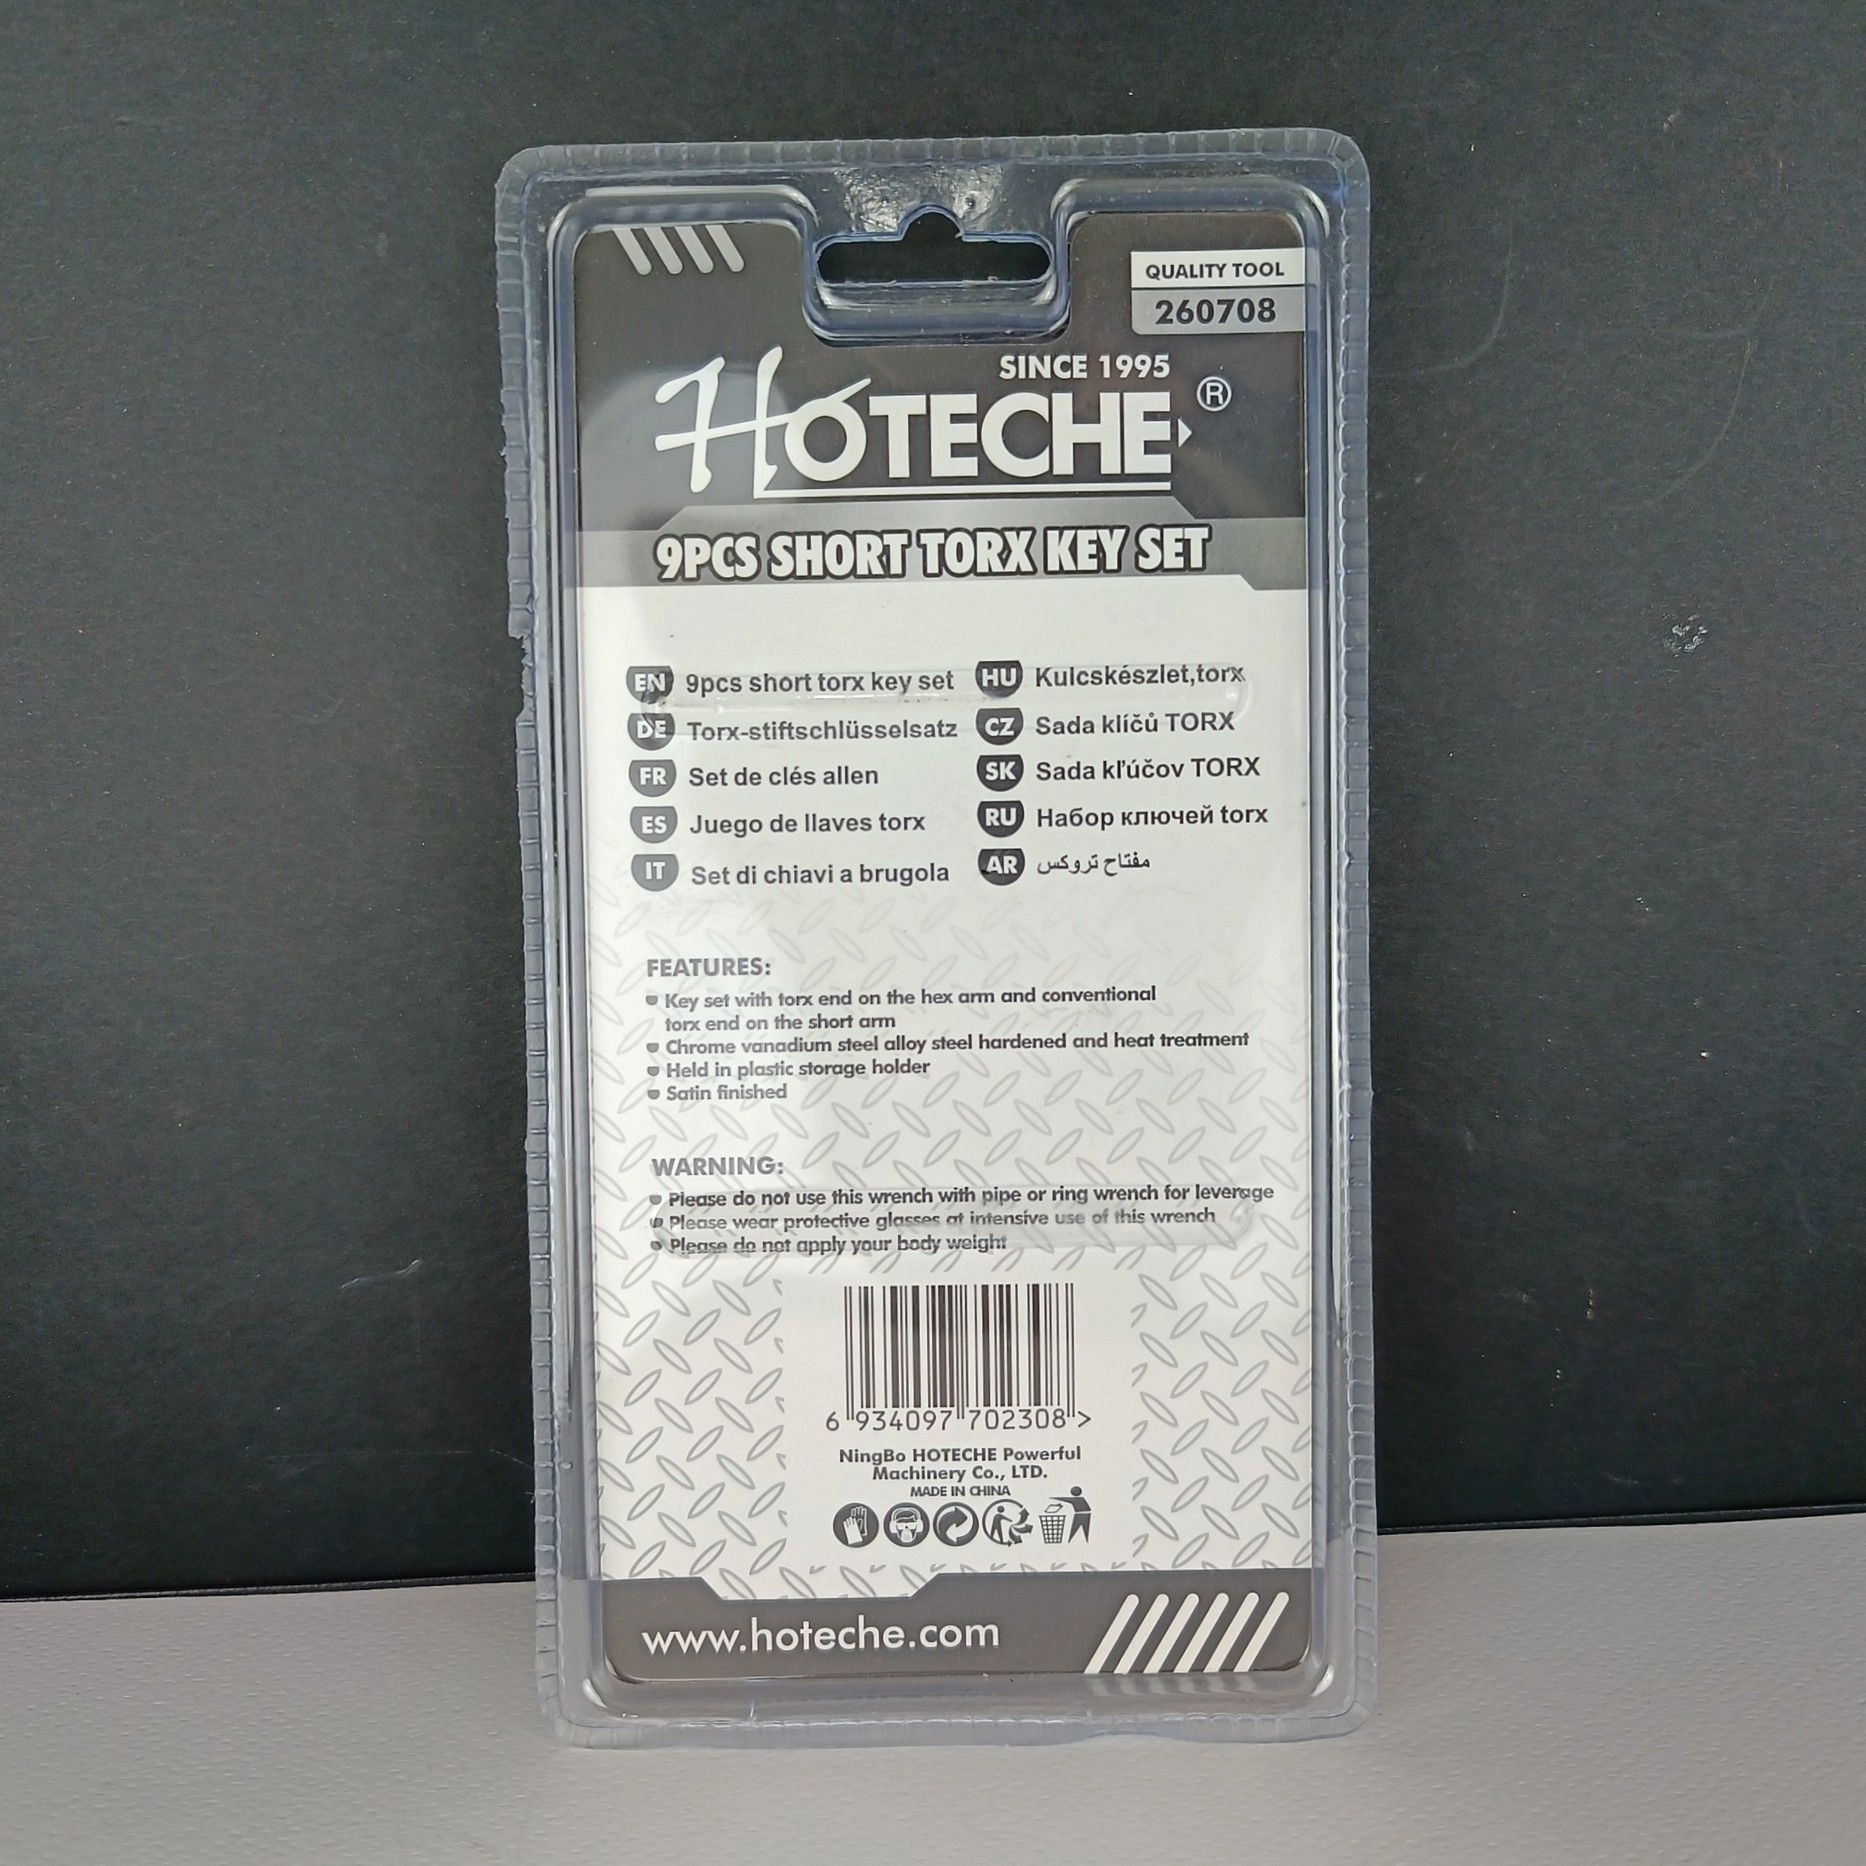 QUALITY TOOL
260708
SINCE 1995
HOTECHE ®
9PCS SHORT TORX KEY SET
EN 9pcs short torx key set
DE Torx-stiftschlüsselsatz
FR Set de clés allen
ES Juego de llaves torx
IT Set di chiavi a brugola
HU Kulcskészlet,torx
CZ Sada klíčů TORX
SK Sada kľúčov TORX
RU Набор ключей torx
AR مفتاح تروكس
FEATURES:
Key set with torx end on the hex arm and conventional
torx end on the short arm
Chrome vanadium steel alloy steel hardened and heat treatment
Held in plastic storage holder
Satin finished
WARNING:
Please do not use this wrench with pipe or ring wrench for leverage
Please wear protective glasses at intensive use of this wrench
Please do not apply your body weight
6 934097 702308 >
NingBo HOTECHE Powerful
Machinery Co., LTD.
MADE IN CHINA
www.hoteche.com